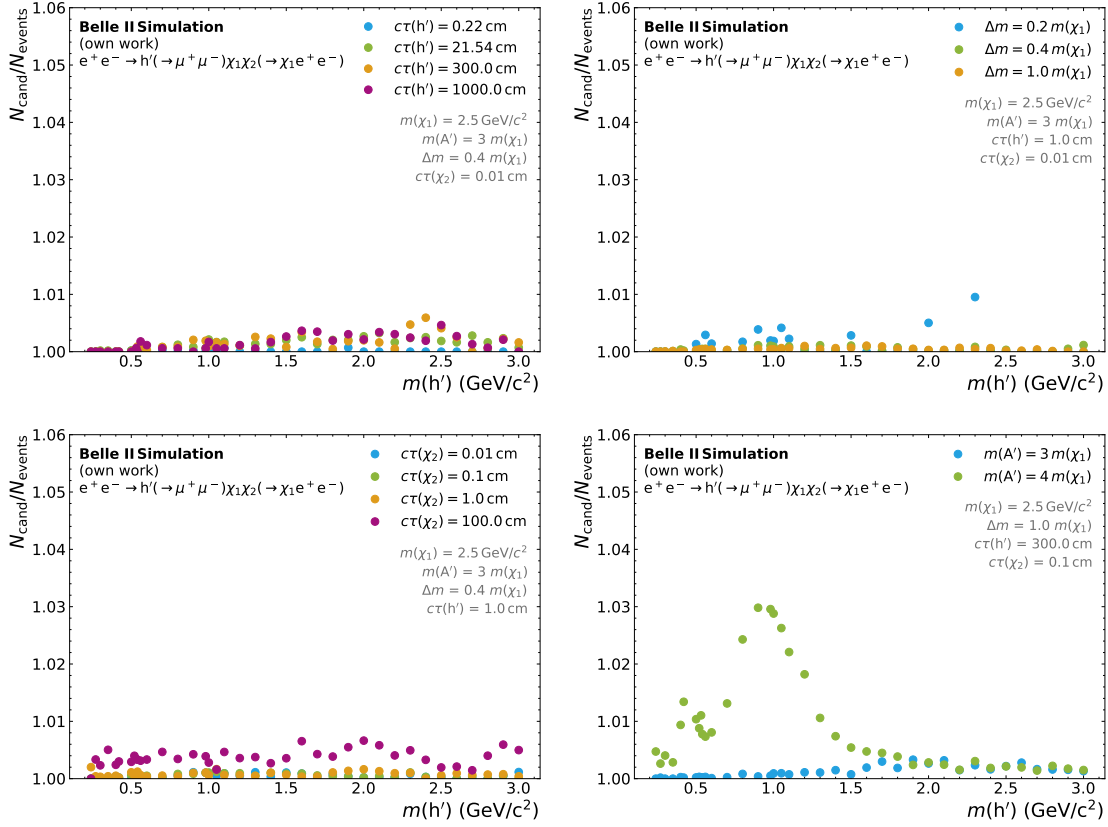 Belle II Simulation
(own work)
e⁺e⁻ → h′(→ μ⁺μ⁻)χ₁χ₂(→ χ₁e⁺e⁻)
cτ(h′) = 0.22 cm
cτ(h′) = 21.54 cm
cτ(h′) = 300.0 cm
cτ(h′) = 1000.0 cm
m(χ₁) = 2.5 GeV/c²
m(A′) = 3 m(χ₁)
Δm = 0.4 m(χ₁)
cτ(χ₂) = 0.01 cm
N_cand/N_events
1.06
1.05
1.04
1.03
1.02
1.01
1.00
0.5 1.0 1.5 2.0 2.5 3.0
m(h′) (GeV/c²)
Belle II Simulation
(own work)
e⁺e⁻ → h′(→ μ⁺μ⁻)χ₁χ₂(→ χ₁e⁺e⁻)
Δm = 0.2 m(χ₁)
Δm = 0.4 m(χ₁)
Δm = 1.0 m(χ₁)
m(χ₁) = 2.5 GeV/c²
m(A′) = 3 m(χ₁)
cτ(h′) = 1.0 cm
cτ(χ₂) = 0.01 cm
N_cand/N_events
1.06
1.05
1.04
1.03
1.02
1.01
1.00
0.5 1.0 1.5 2.0 2.5 3.0
m(h′) (GeV/c²)
Belle II Simulation
(own work)
e⁺e⁻ → h′(→ μ⁺μ⁻)χ₁χ₂(→ χ₁e⁺e⁻)
cτ(χ₂) = 0.01 cm
cτ(χ₂) = 0.1 cm
cτ(χ₂) = 1.0 cm
cτ(χ₂) = 100.0 cm
m(χ₁) = 2.5 GeV/c²
m(A′) = 3 m(χ₁)
Δm = 0.4 m(χ₁)
cτ(h′) = 1.0 cm
N_cand/N_events
1.06
1.05
1.04
1.03
1.02
1.01
1.00
0.5 1.0 1.5 2.0 2.5 3.0
m(h′) (GeV/c²)
Belle II Simulation
(own work)
e⁺e⁻ → h′(→ μ⁺μ⁻)χ₁χ₂(→ χ₁e⁺e⁻)
m(A′) = 3 m(χ₁)
m(A′) = 4 m(χ₁)
m(χ₁) = 2.5 GeV/c²
Δm = 1.0 m(χ₁)
cτ(h′) = 300.0 cm
cτ(χ₂) = 0.1 cm
N_cand/N_events
1.06
1.05
1.04
1.03
1.02
1.01
1.00
0.5 1.0 1.5 2.0 2.5 3.0
m(h′) (GeV/c²)